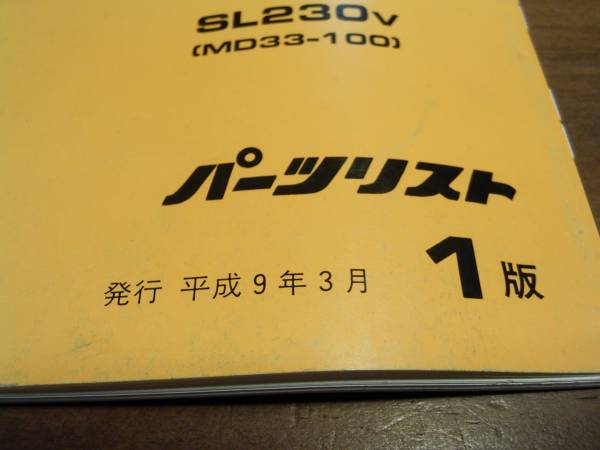 SL230V
(MD33-100)
パーツリスト
発行 平成9年3月 1版